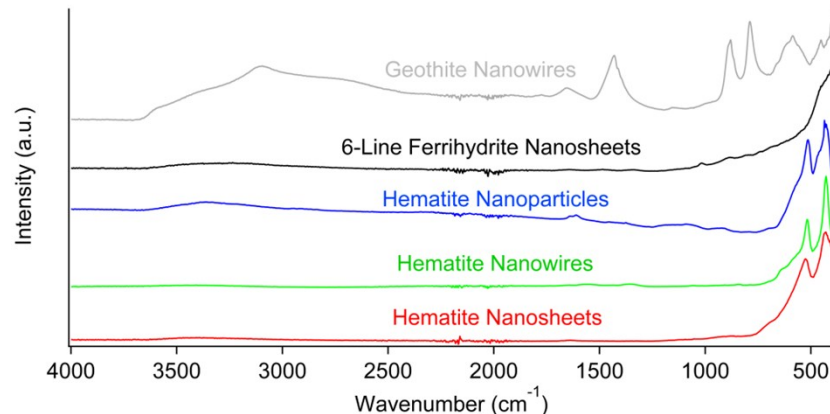 Geothite Nanowires
6-Line Ferrihydrite Nanosheets
Hematite Nanoparticles
Hematite Nanowires
Hematite Nanosheets
Intensity (a.u.)
4000 3500 3000 2500 2000 1500 1000 500
Wavenumber (cm⁻¹)